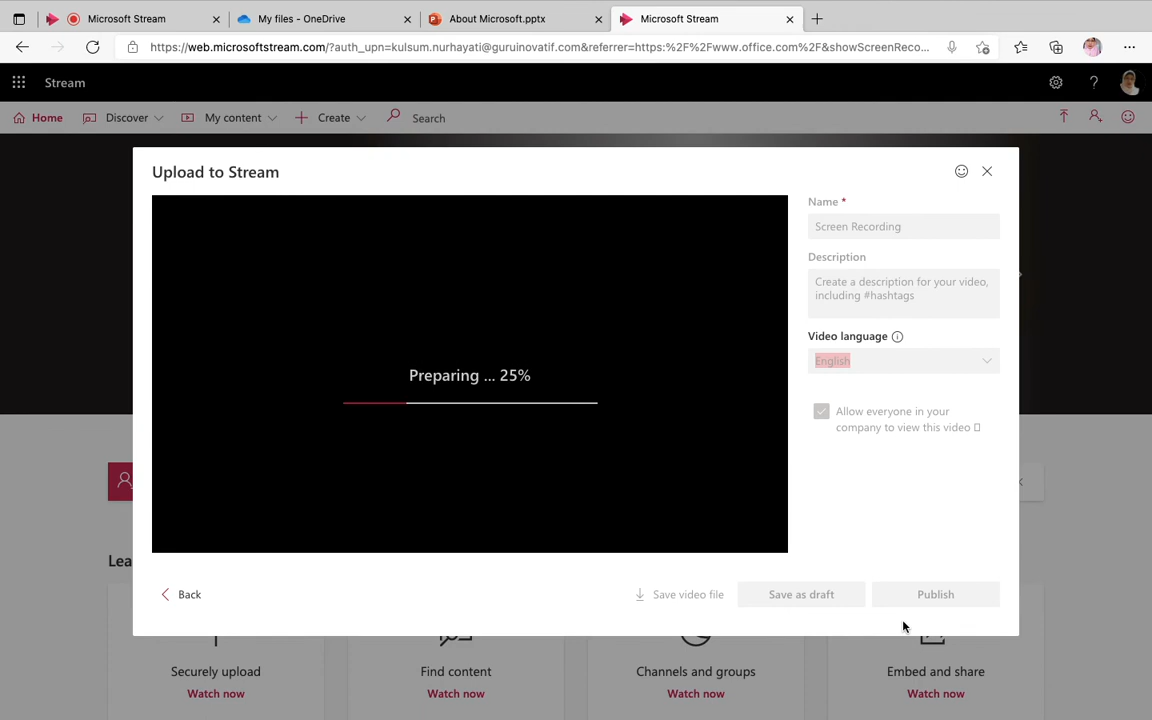 Microsoft Stream
My files - OneDrive
About Microsoft.pptx
Microsoft Stream
https://web.microsoftstream.com/?auth_upn=kulsum.nurhayati@guruinovatif.com&referrer=https:%2F%2Fwww.office.com%2F&showScreenReco...
Stream
Home
Discover
My content
Create
Search
Upload to Stream
Name *
Screen Recording
Description
Create a description for your video,
including #hashtags
Video language
English
Allow everyone in your
company to view this video
Preparing ... 25%
Back
Save video file
Save as draft
Publish
Lea
Securely upload
Watch now
Find content
Watch now
Channels and groups
Watch now
Embed and share
Watch now